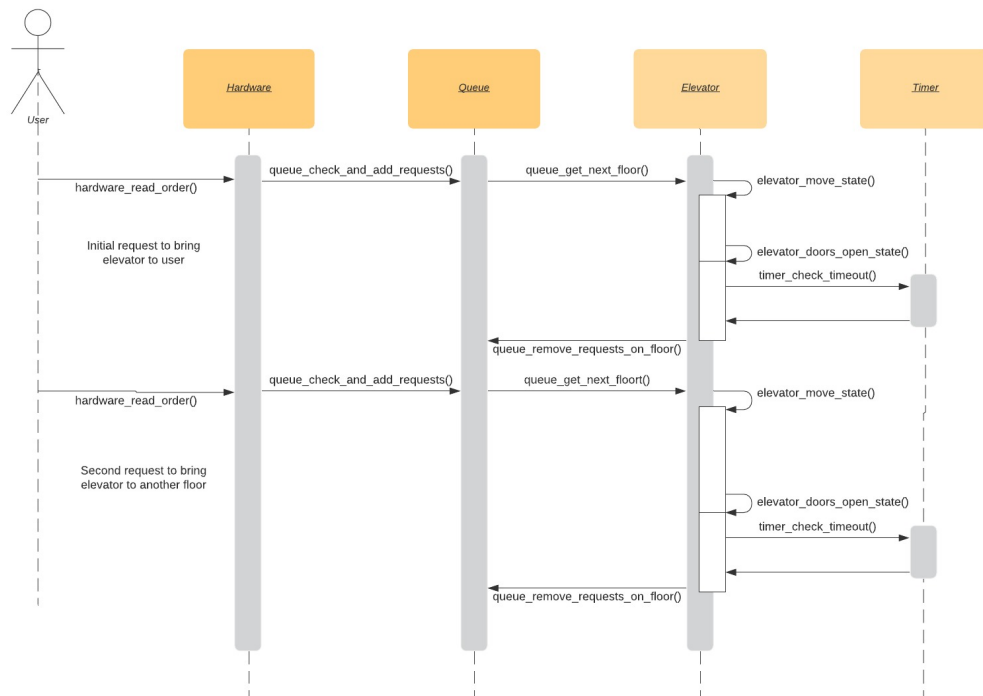 User
Hardware
Queue
Elevator
Timer
hardware_read_order()
queue_check_and_add_requests()
queue_get_next_floor()
elevator_move_state()
Initial request to bring
elevator to user
elevator_doors_open_state()
timer_check_timeout()
queue_remove_requests_on_floor()
hardware_read_order()
queue_check_and_add_requests()
queue_get_next_floort()
elevator_move_state()
Second request to bring
elevator to another floor
elevator_doors_open_state()
timer_check_timeout()
queue_remove_requests_on_floor()